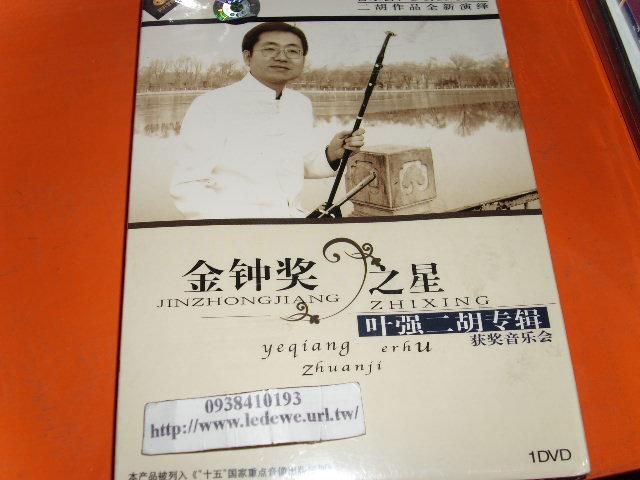 二胡作品全新演绎
金钟奖之星
JINZHONGJIANG ZHIXING
叶强二胡专辑
获奖音乐会
yeqiang erhu
zhuanji
0938410193
http://www.ledewe.url.tw/
1DVD
本产品被列入《“十五”国家重点音像出版规划